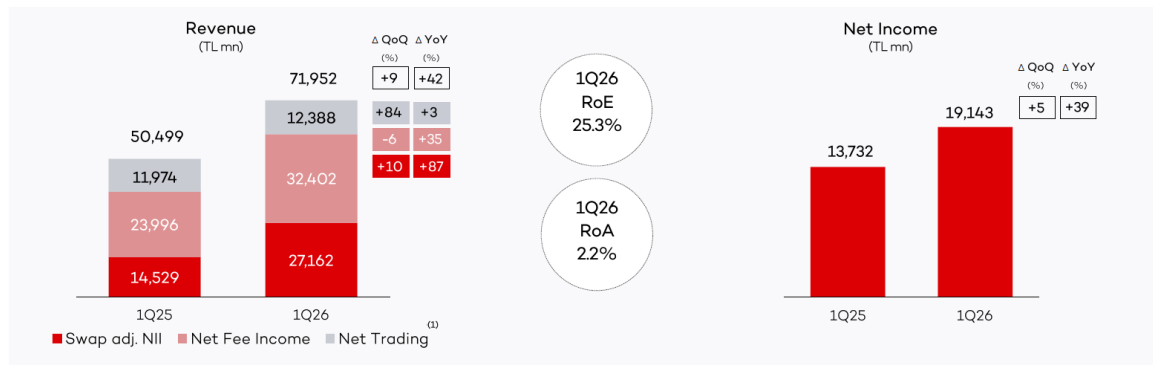 Revenue
(TL mn)
Δ QoQ Δ YoY
(%) (%)
+9 +42
71,952
12,388
+84 +3
50,499
-6 +35
11,974
+10 +87
32,402
23,996
27,162
14,529
1Q25 1Q26
Swap adj. NII Net Fee Income Net Trading (1)
1Q26
RoE
25.3%
1Q26
RoA
2.2%
Net Income
(TL mn)
Δ QoQ Δ YoY
(%) (%)
+5 +39
19,143
13,732
1Q25 1Q26